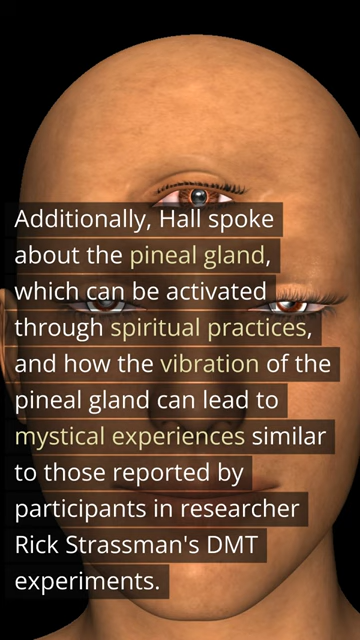 Additionally, Hall spoke
about the pineal gland,
which can be activated
through spiritual practices,
and how the vibration of the
pineal gland can lead to
mystical experiences similar
to those reported by
participants in researcher
Rick Strassman's DMT
experiments.